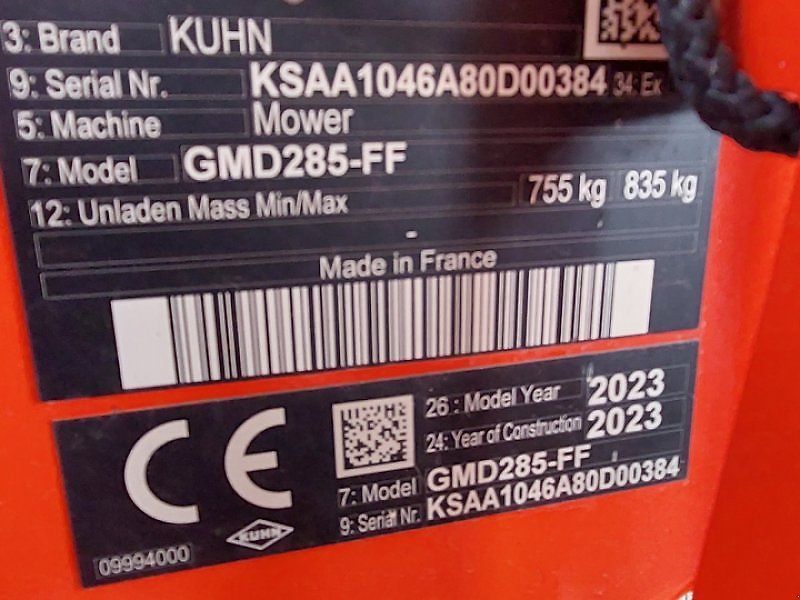 3: Brand KUHN
9: Serial Nr. KSAA1046A80D00384 34: Ex
5: Machine Mower
7: Model GMD285-FF
12: Unladen Mass Min/Max 755 kg 835 kg
-
Made in France
CE
26 : Model Year 2023
24: Year of Construction 2023
7: Model GMD285-FF
9: Serial Nr. KSAA1046A80D00384
KUHN
09994000